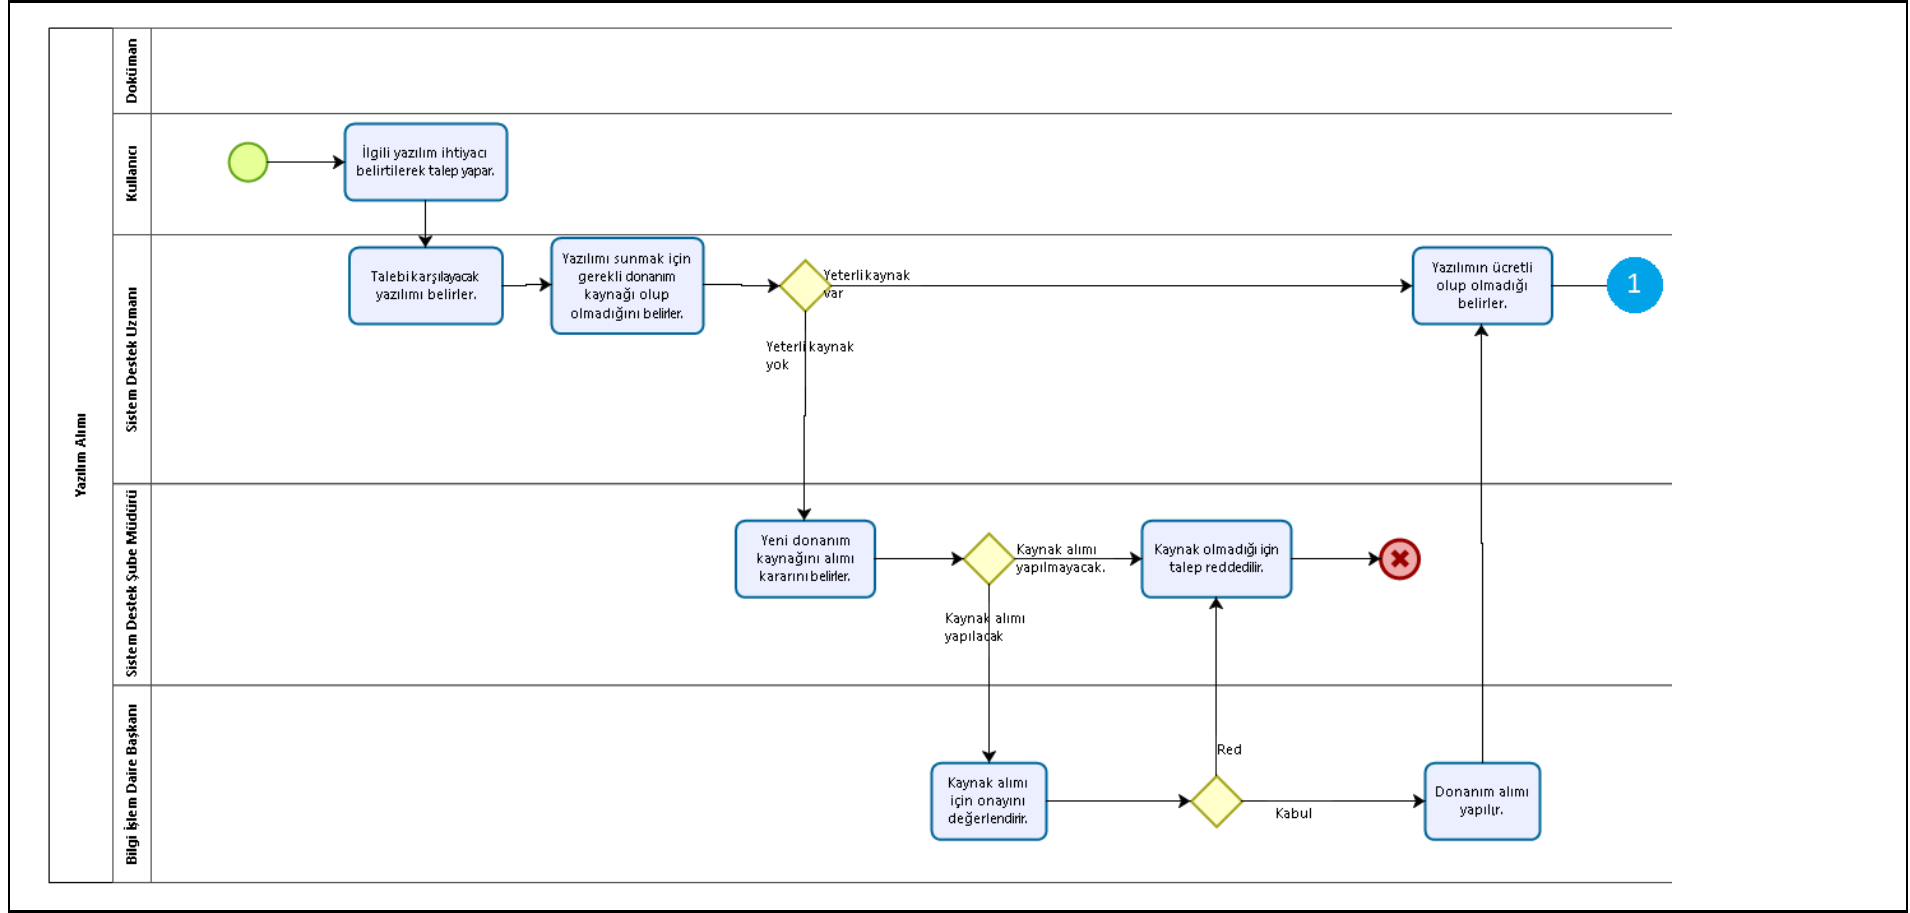 Yazılım Alımı
Doküman
Kullanıcı
İlgili yazılım ihtiyacı
belirtilerek talep yapar.
Sistem Destek Uzmanı
Talebi karşılayacak
yazılımı belirler.
Yazılımı sunmak için
gerekli donanım
kaynağı olup
olmadığını belirler.
Yeterli kaynak
var
Yeterli kaynak
yok
Yazılımın ücretli
olup olmadığı
belirler.
1
Sistem Destek Şube Müdürü
Yeni donanım
kaynağını alımı
kararını belirler.
Kaynak alımı
yapılmayacak.
Kaynak alımı
yapılacak
Kaynak olmadığı için
talep reddedilir.
Bilgi İşlem Daire Başkanı
Kaynak alımı
için onayını
değerlendirir.
Red
Kabul
Donanım alımı
yapılır.